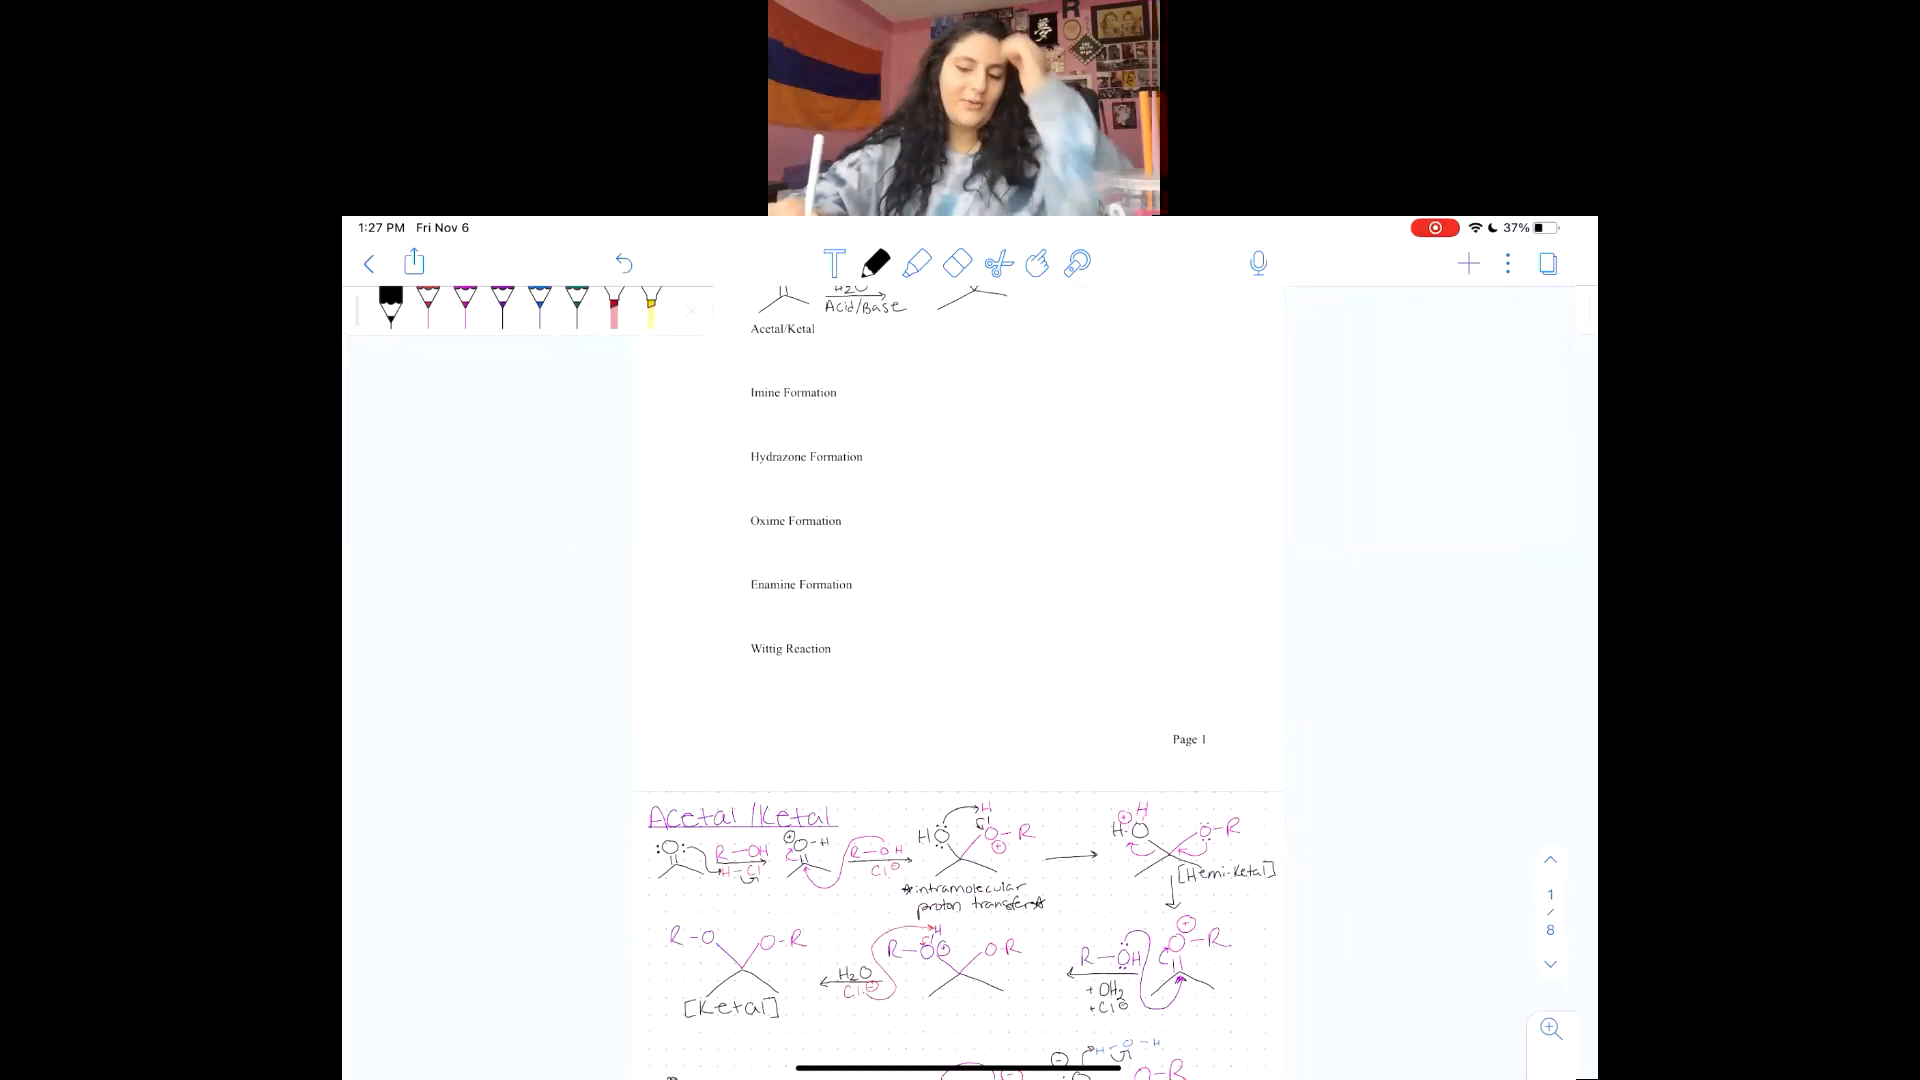 R
1:27 PM Fri Nov 6
37%
T
H2O
Acid/Base
Acetal/Ketal
Imine Formation
Hydrazone Formation
Oxime Formation
Enamine Formation
Wittig Reaction
Page 1
Acetal/Ketal
:O: R-OH H-Cl
⊕ O-H R-OH Cl⊖
HO H O-R ⊕
*intramolecular
proton transfer*
⊕ H H-O O-R
[Hemi-Ketal]
R-O O-R
[Ketal]
H2O
Cl:⊖
H R-O ⊕ O-R
R-OH
+ OH2
+ Cl⊖
⊕ O-R
H-O-H
⊖
O-R
1
/
8